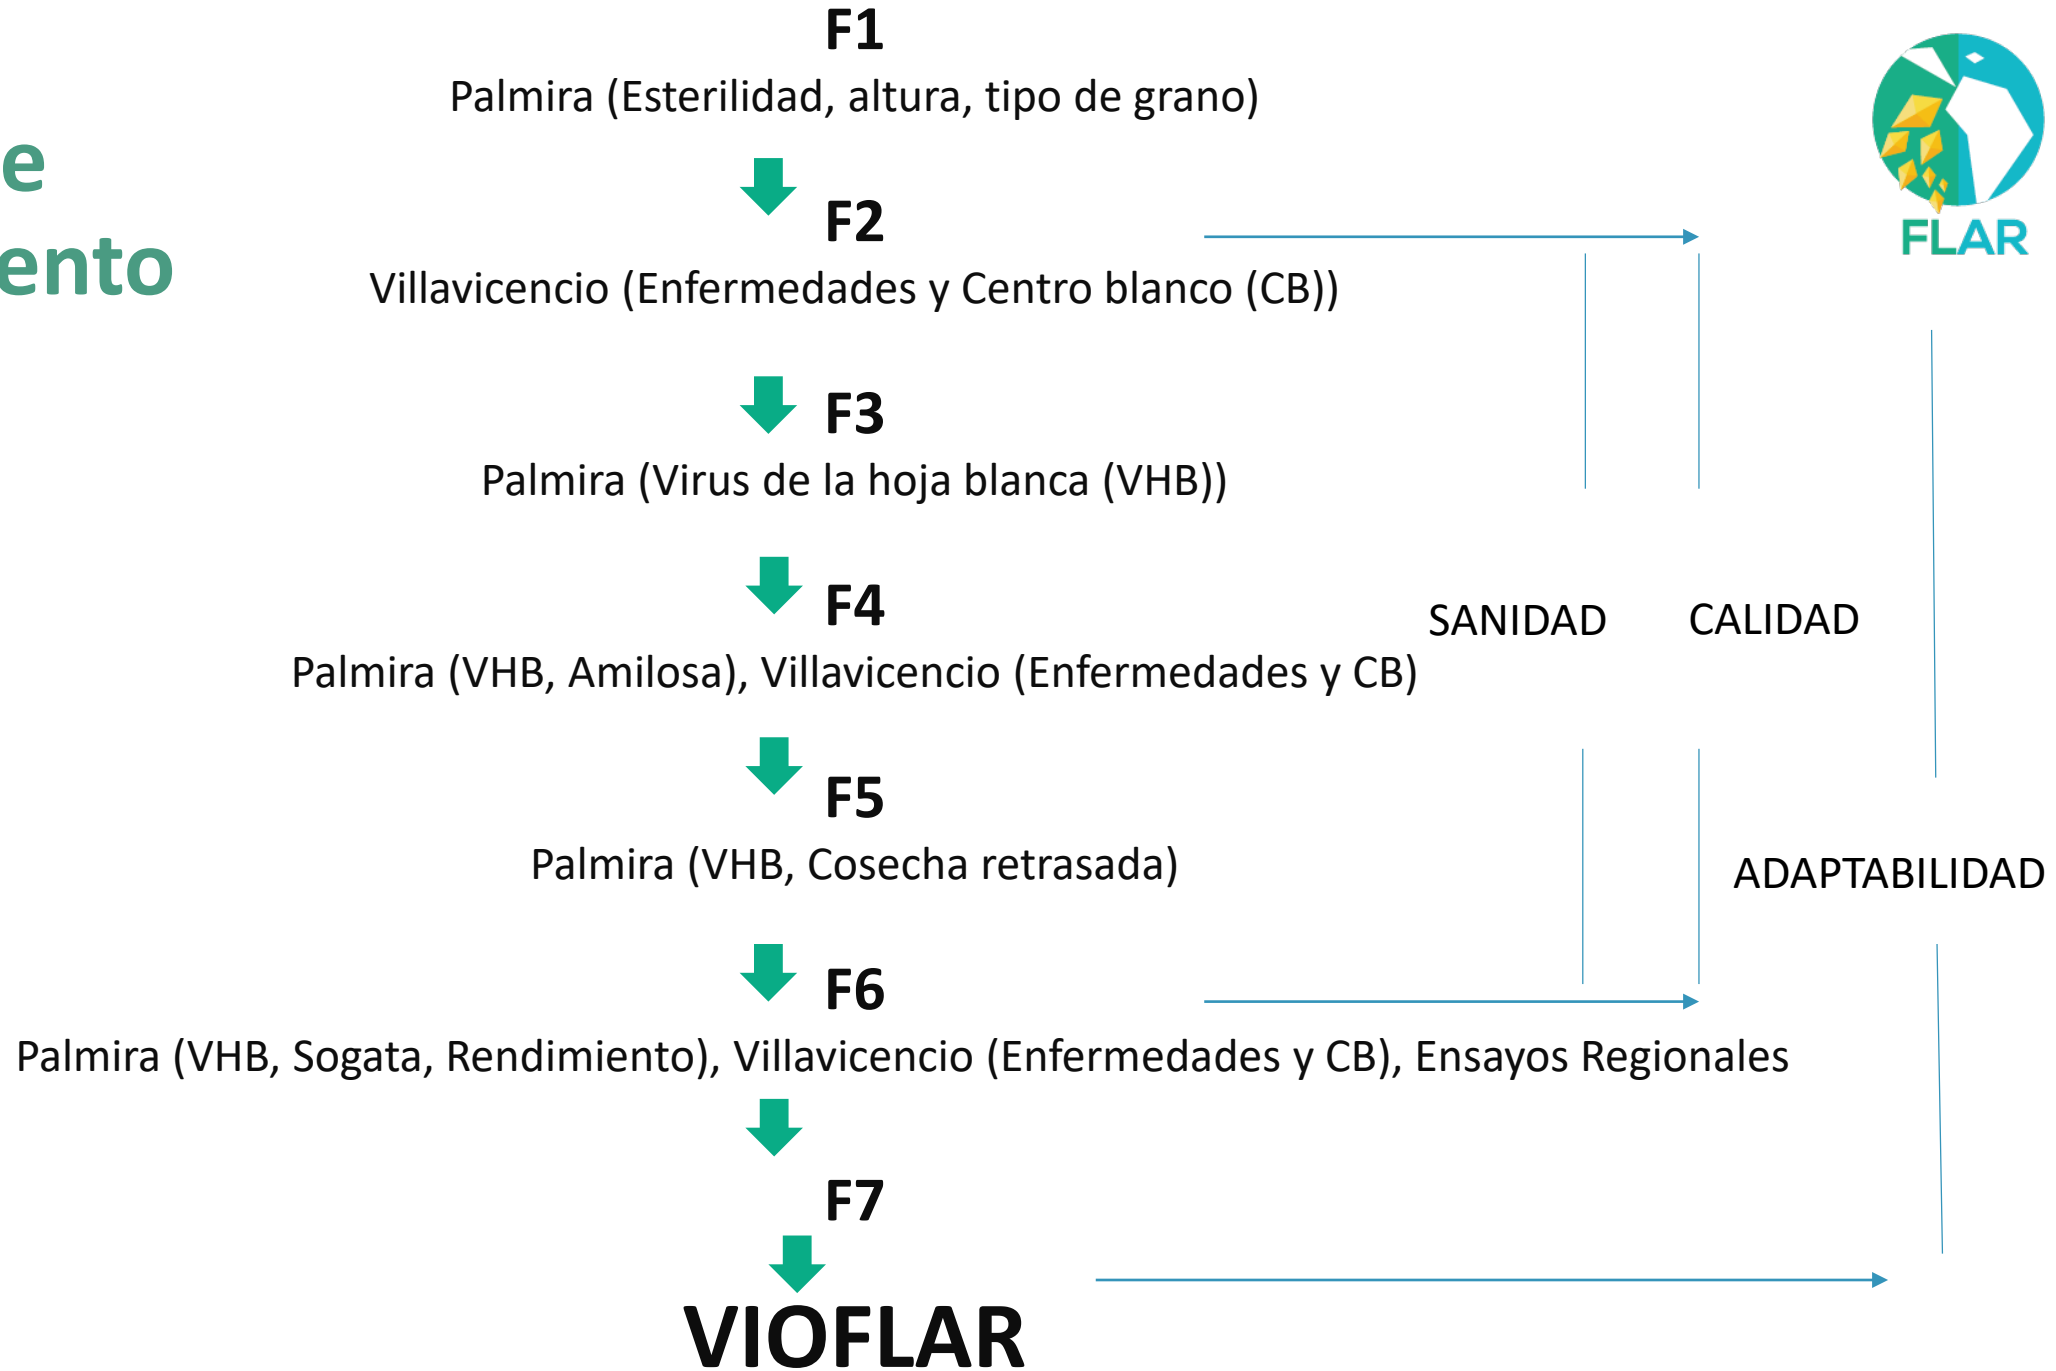 F1
Palmira (Esterilidad, altura, tipo de grano)
e
ento
F2
FLAR
Villavicencio (Enfermedades y Centro blanco (CB))
F3
Palmira (Virus de la hoja blanca (VHB))
F4
SANIDAD
CALIDAD
Palmira (VHB, Amilosa), Villavicencio (Enfermedades y CB)
F5
Palmira (VHB, Cosecha retrasada)
ADAPTABILIDAD
F6
Palmira (VHB, Sogata, Rendimiento), Villavicencio (Enfermedades y CB), Ensayos Regionales
F7
VIOFLAR